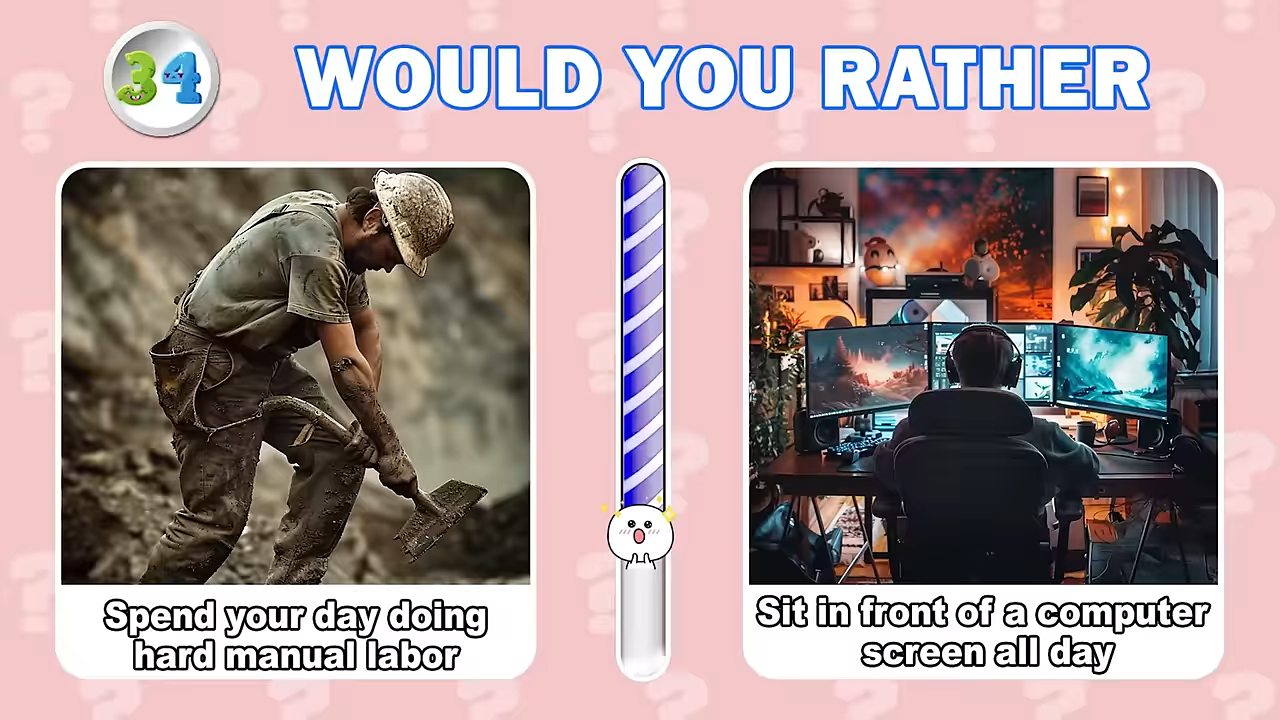 34
WOULD YOU RATHER
Spend your day doing
hard manual labor
Sit in front of a computer
screen all day